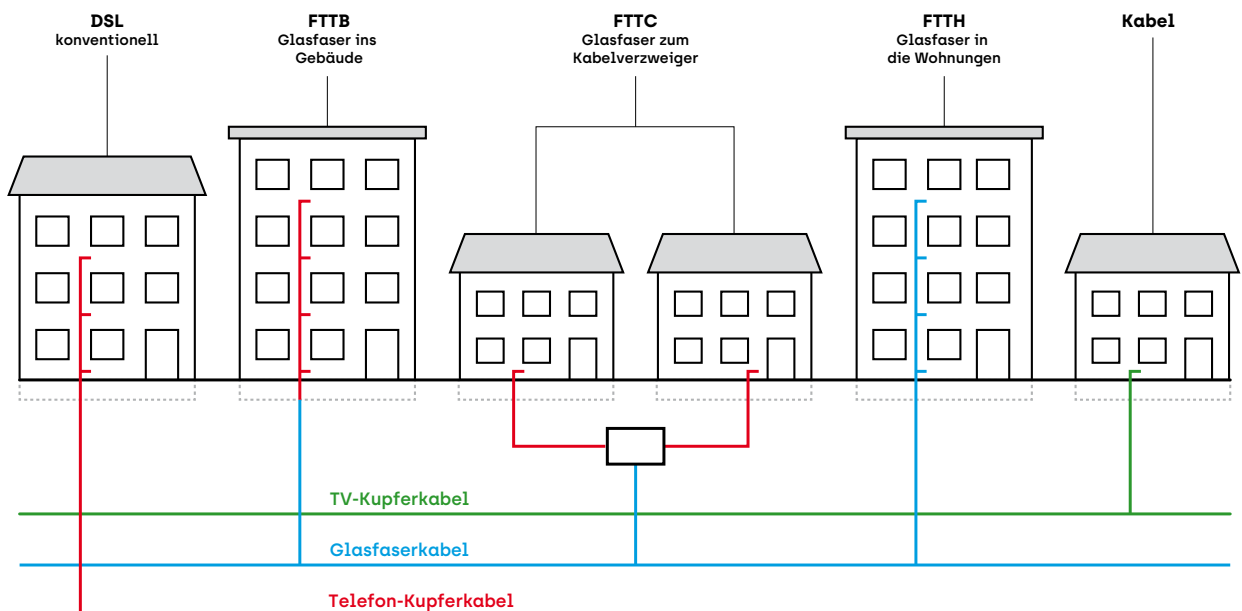 DSL
konventionell
FTTB
Glasfaser ins
Gebäude
FTTC
Glasfaser zum
Kabelverzweiger
FTTH
Glasfaser in
die Wohnungen
Kabel
TV-Kupferkabel
Glasfaserkabel
Telefon-Kupferkabel